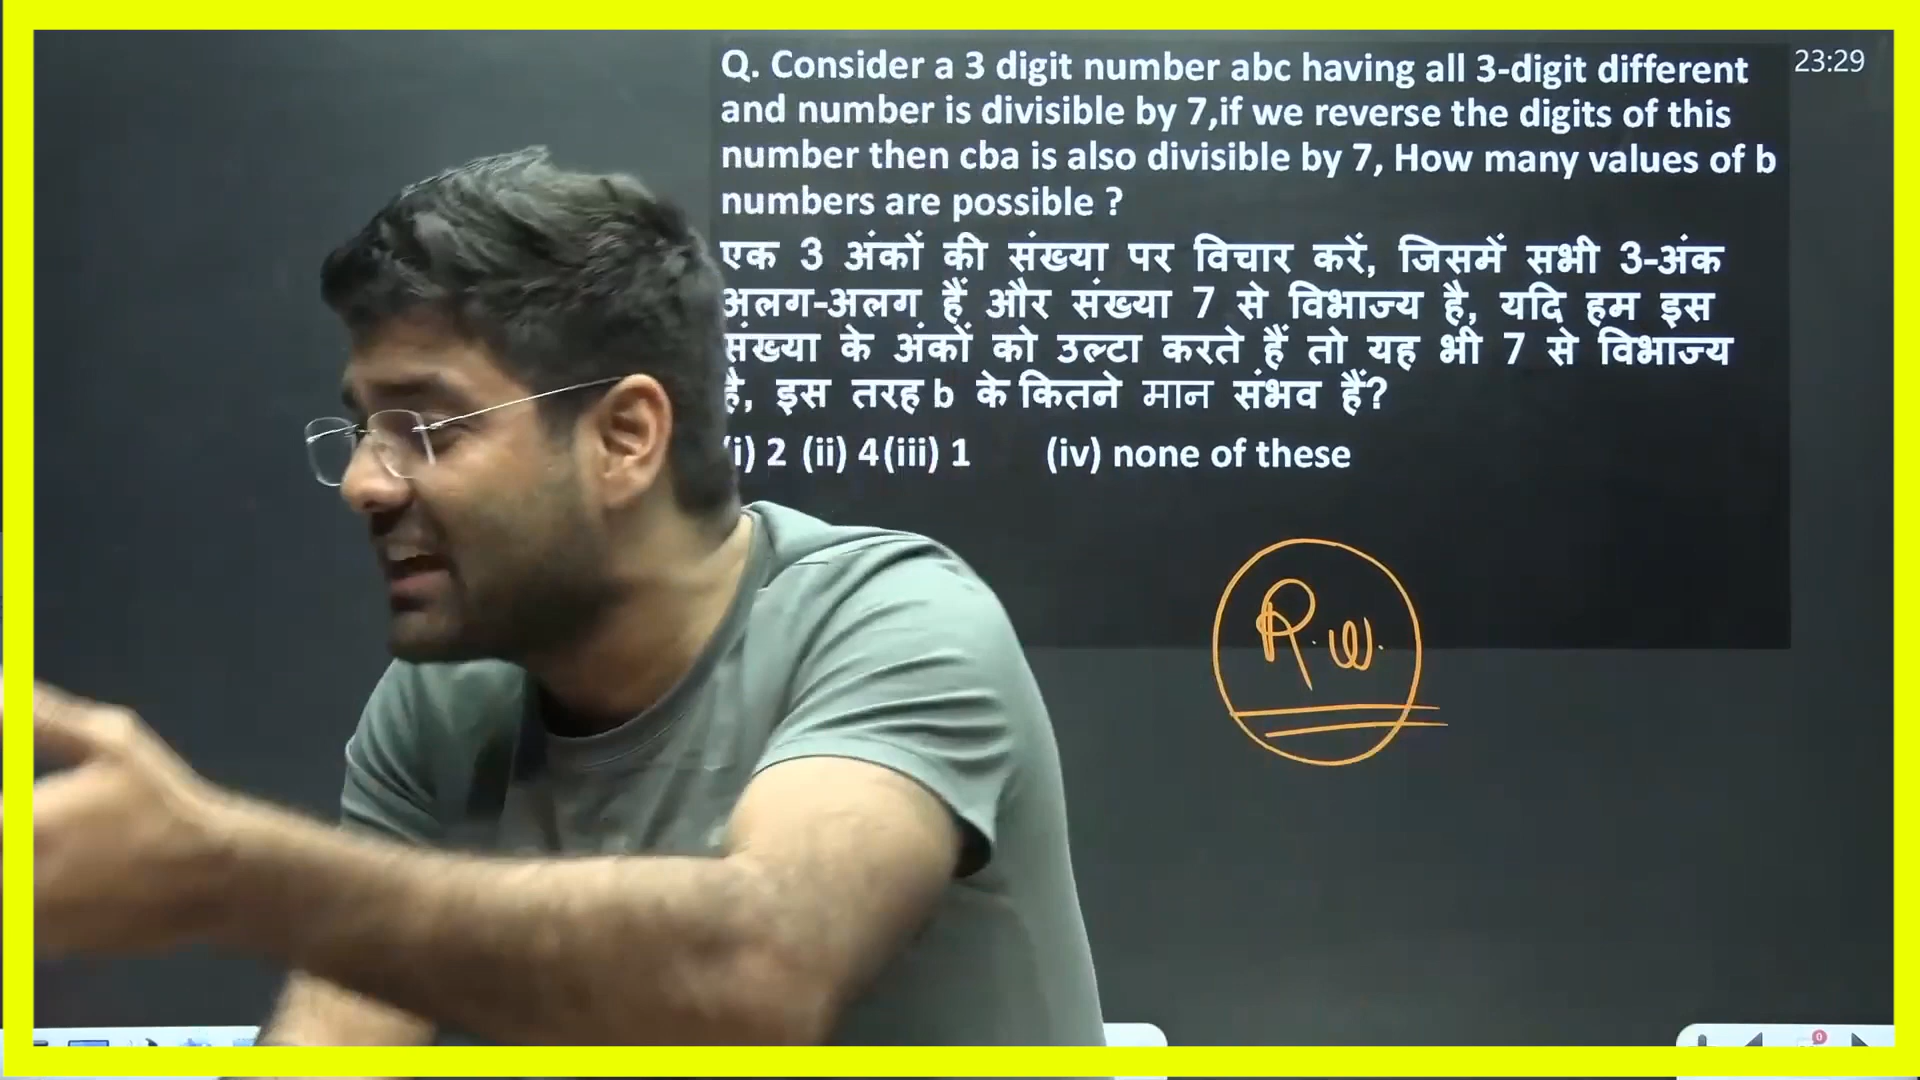 Q. Consider a 3 digit number abc having all 3-digit different
23:29
and number is divisible by 7,if we reverse the digits of this
number then cba is also divisible by 7, How many values of b
numbers are possible ?
एक 3 अंकों की संख्या पर विचार करें, जिसमें सभी 3-अंक
अलग-अलग हैं और संख्या 7 से विभाज्य है, यदि हम इस
संख्या के अंकों को उल्टा करते हैं तो यह भी 7 से विभाज्य
है, इस तरह b के कितने मान संभव हैं?
i) 2 (ii) 4(iii) 1 (iv) none of these
R.W.
0